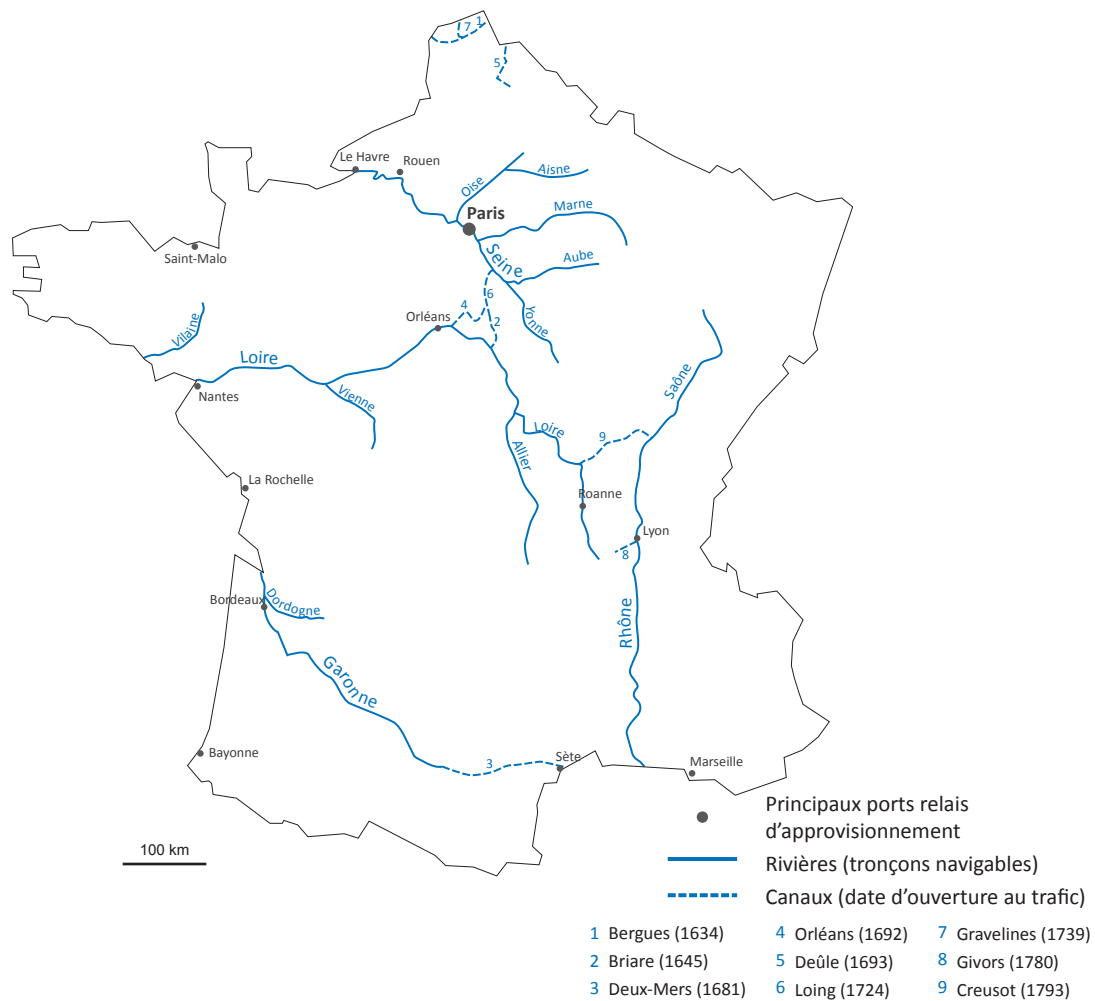 7
1
5
Le Havre
Rouen
Oise
Aisne
Paris
Marne
Seine
Aube
Saint-Malo
6
4
2
Yonne
Orléans
Vilaine
Loire
Saône
Nantes
Vienne
Loire
9
Allier
La Rochelle
Roanne
Lyon
8
Bordeaux
Dordogne
Rhône
Garonne
Bayonne
3
Sète
Marseille
100 km
Principaux ports relais
d'approvisionnement
Rivières (tronçons navigables)
Canaux (date d'ouverture au trafic)
1 Bergues (1634)
2 Briare (1645)
3 Deux-Mers (1681)
4 Orléans (1692)
5 Deûle (1693)
6 Loing (1724)
7 Gravelines (1739)
8 Givors (1780)
9 Creusot (1793)